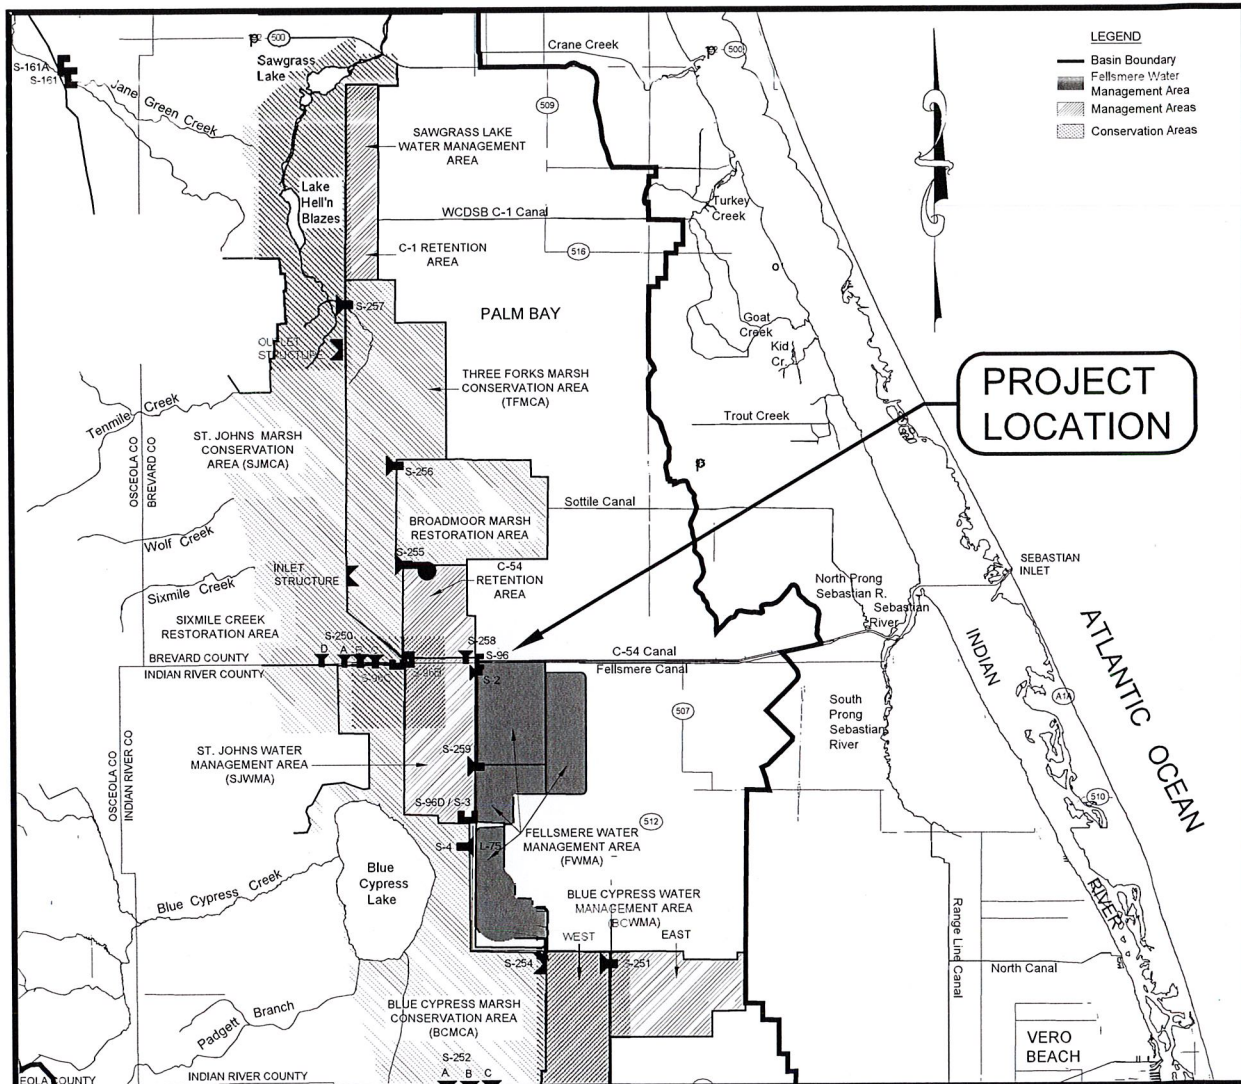 LEGEND
Basin Boundary
Fellsmere Water
Management Area
Management Areas
Conservation Areas
500
Crane Creek
500
Sawgrass
Lake
S-161A
S-161
Jane Green Creek
509
SAWGRASS LAKE
WATER MANAGEMENT
AREA
Lake
Hell'n
Blazes
Turkey
Creek
WCDSB C-1 Canal
C-1 RETENTION
AREA
516
S-257
PALM BAY
Goat
Creek
Kid
Cr.
OUTLET
STRUCTURE
PROJECT
LOCATION
THREE FORKS MARSH
CONSERVATION AREA
(TFMCA)
Tenmile Creek
Trout Creek
ST. JOHNS MARSH
CONSERVATION
AREA (SJMCA)
OSCEOLA CO
BREVARD CO
S-256
Sottile Canal
BROADMOOR MARSH
RESTORATION AREA
Wolf Creek
S-255
C-54
RETENTION
AREA
INLET
STRUCTURE
SEBASTIAN
INLET
Sixmile Creek
North Prong
Sebastian R.
Sebastian
River
SIXMILE CREEK
RESTORATION AREA
S-250
D A B
S-258
S-96
C-54 Canal
BREVARD COUNTY
INDIAN RIVER COUNTY
S-96C
S-96B
S-2
Fellsmere Canal
INDIAN
RIVER
ATLANTIC OCEAN
A1A
507
South
Prong
Sebastian
River
OSCEOLA CO
INDIAN RIVER CO
ST. JOHNS WATER
MANAGEMENT AREA
(SJWMA)
S-259
510
S-96D / S-3
512
FELLSMERE WATER
MANAGEMENT AREA
(FWMA)
S-4
L-75
Blue
Cypress
Lake
Blue Cypress Creek
BLUE CYPRESS WATER
MANAGEMENT AREA
(BCWMA)
WEST
EAST
Range Line Canal
S-254
S-251
North Canal
Padgett Branch
BLUE CYPRESS MARSH
CONSERVATION AREA
(BCMCA)
VERO
BEACH
S-252
A B C
EOLA COUNTY
INDIAN RIVER COUNTY